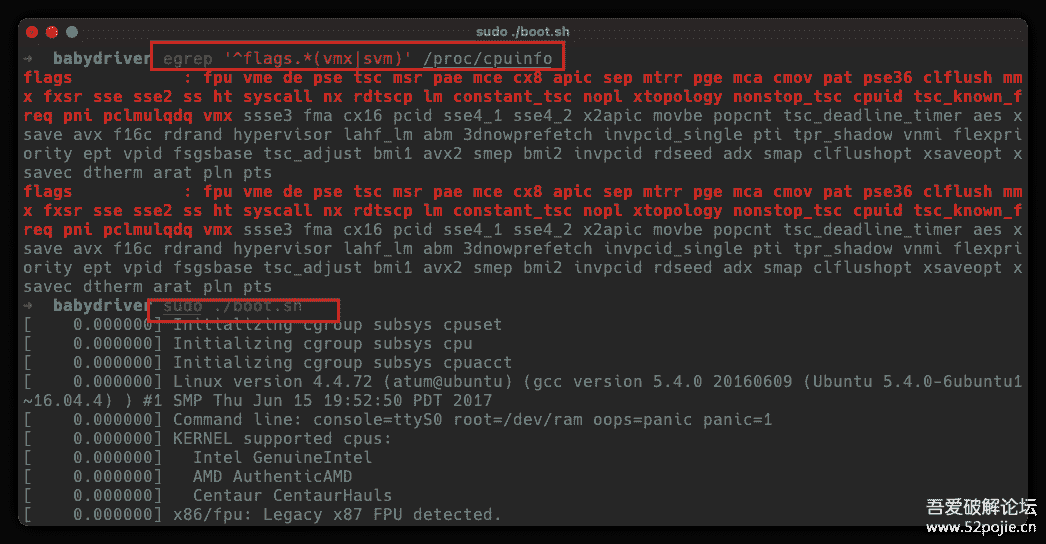 sudo ./boot.sh
→ babydriver egrep '^flags.*(vmx|svm)' /proc/cpuinfo
flags : fpu vme de pse tsc msr pae mce cx8 apic sep mtrr pge mca cmov pat pse36 clflush mm
x fxsr sse sse2 ss ht syscall nx rdtscp lm constant_tsc nopl xtopology nonstop_tsc cpuid tsc_known_f
req pni pclmulqdq vmx ssse3 fma cx16 pcid sse4_1 sse4_2 x2apic movbe popcnt tsc_deadline_timer aes x
save avx f16c rdrand hypervisor lahf_lm abm 3dnowprefetch invpcid_single pti tpr_shadow vnmi flexpri
ority ept vpid fsgsbase tsc_adjust bmi1 avx2 smep bmi2 invpcid rdseed adx smap clflushopt xsaveopt x
savec dtherm arat pln pts
flags : fpu vme de pse tsc msr pae mce cx8 apic sep mtrr pge mca cmov pat pse36 clflush mm
x fxsr sse sse2 ss ht syscall nx rdtscp lm constant_tsc nopl xtopology nonstop_tsc cpuid tsc_known_f
req pni pclmulqdq vmx ssse3 fma cx16 pcid sse4_1 sse4_2 x2apic movbe popcnt tsc_deadline_timer aes x
save avx f16c rdrand hypervisor lahf_lm abm 3dnowprefetch invpcid_single pti tpr_shadow vnmi flexpri
ority ept vpid fsgsbase tsc_adjust bmi1 avx2 smep bmi2 invpcid rdseed adx smap clflushopt xsaveopt x
savec dtherm arat pln pts
→ babydriver sudo ./boot.sh
[ 0.000000] Initializing cgroup subsys cpuset
[ 0.000000] Initializing cgroup subsys cpu
[ 0.000000] Initializing cgroup subsys cpuacct
[ 0.000000] Linux version 4.4.72 (atum@ubuntu) (gcc version 5.4.0 20160609 (Ubuntu 5.4.0-6ubuntu1
~16.04.4) ) #1 SMP Thu Jun 15 19:52:50 PDT 2017
[ 0.000000] Command line: console=ttyS0 root=/dev/ram oops=panic panic=1
[ 0.000000] KERNEL supported cpus:
[ 0.000000] Intel GenuineIntel
[ 0.000000] AMD AuthenticAMD
[ 0.000000] Centaur CentaurHauls
[ 0.000000] x86/fpu: Legacy x87 FPU detected.
吾爱破解论坛
www.52pojie.cn